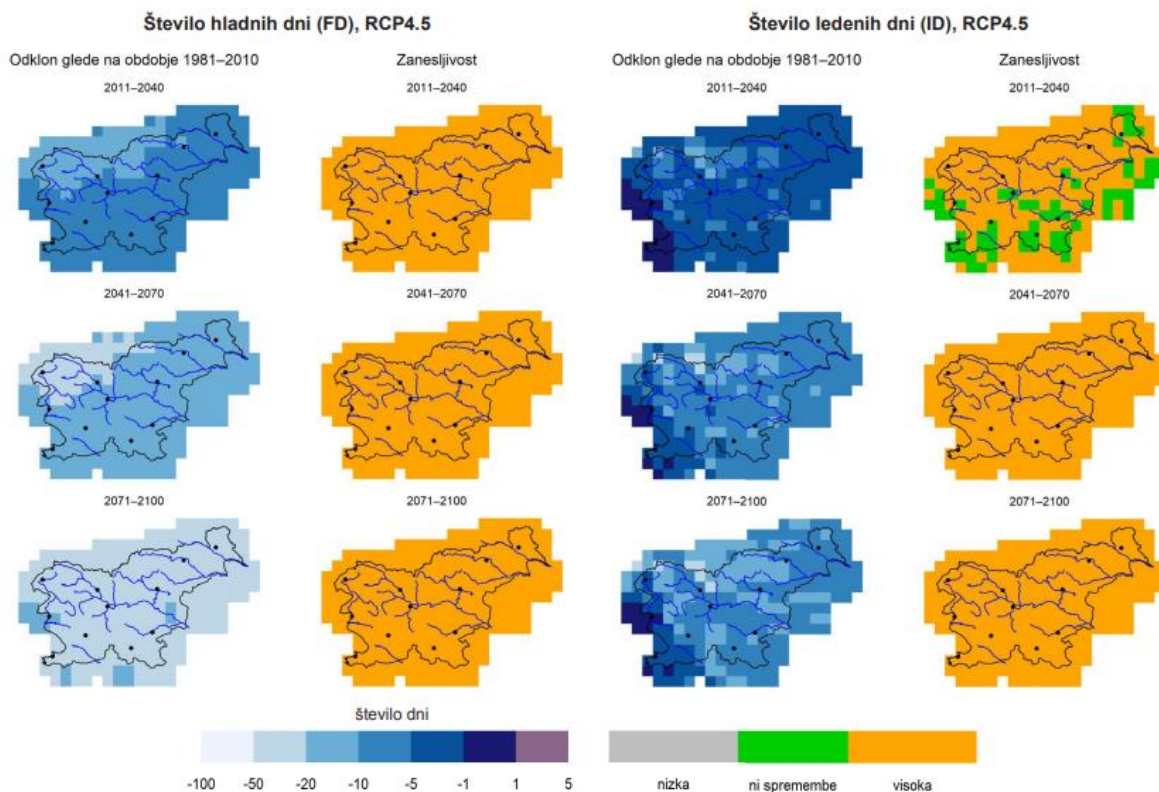 Število hladnih dni (FD), RCP4.5
Odklon glede na obdobje 1981–2010
Zanesljivost
2011–2040
2011–2040
2041–2070
2041–2070
2071–2100
2071–2100
Število ledenih dni (ID), RCP4.5
Odklon glede na obdobje 1981–2010
Zanesljivost
2011–2040
2011–2040
2041–2070
2041–2070
2071–2100
2071–2100
število dni
-100 -50 -20 -10 -5 -1 1 5
nizka ni spremembe visoka